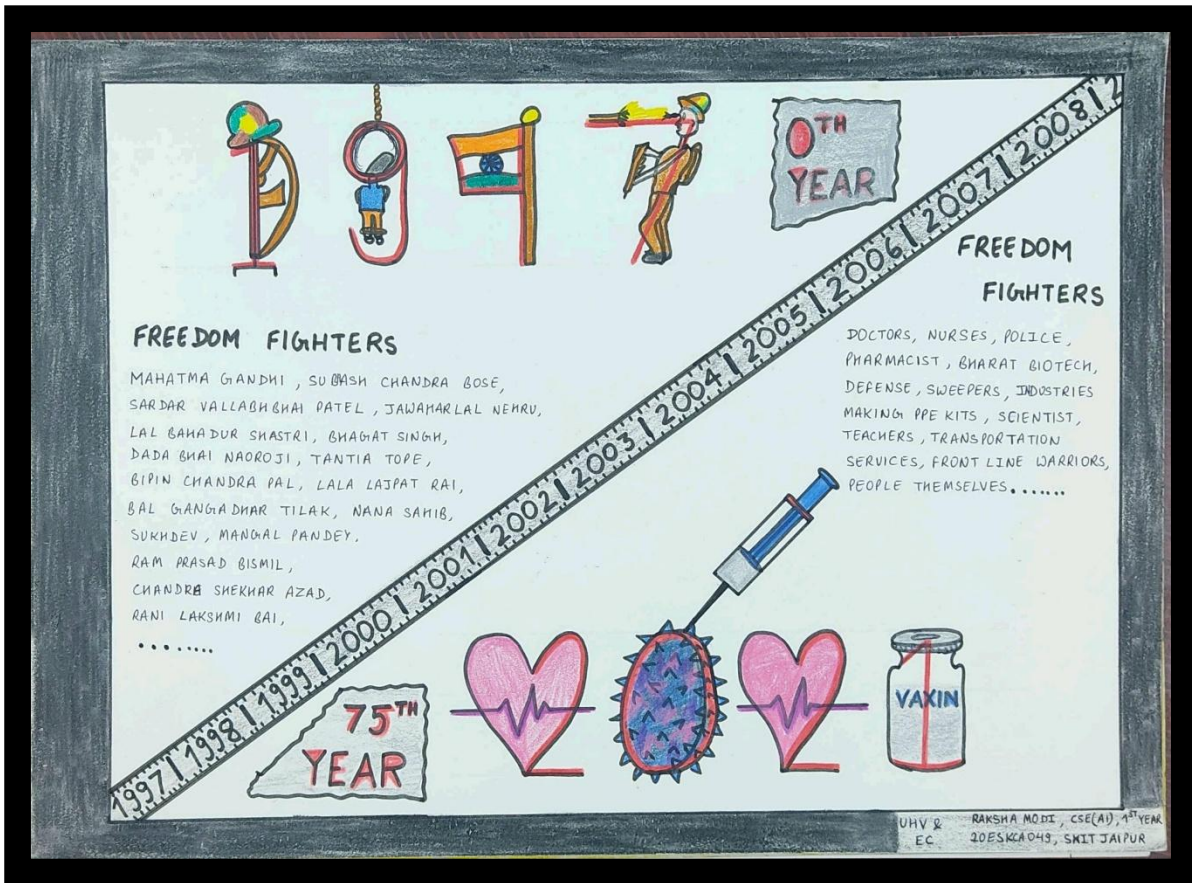 1947
0TH
YEAR
FREEDOM FIGHTERS
MAHATMA GANDHI, SUBASH CHANDRA BOSE,
SARDAR VALLABHBHAI PATEL, JAWAHARLAL NEHRU,
LAL BAHADUR SHASTRI, BHAGAT SINGH,
DADA BHAI NAOROJI, TANTIA TOPE,
BIPIN CHANDRA PAL, LALA LAJPAT RAI,
BAL GANGADHAR TILAK, NANA SAHIB,
SUKHDEV, MANGAL PANDEY.
RAM PRASAD BISMIL,
CHANDRA SHEKHAR AZAD,
RANI LAKSHMI BAI,
........
1997 | 1998 | 1999 | 2000 | 2001 | 2002 | 2003 | 2004 | 2005 | 2006 | 2007 | 2008 | 2
FREEDOM
FIGHTERS
DOCTORS, NURSES, POLICE,
PHARMACIST, BHARAT BIOTECH,
DEFENSE, SWEEPERS, INDUSTRIES
MAKING PPE KITS, SCIENTIST,
TEACHERS, TRANSPORTATION
SERVICES, FRONT LINE WARRIORS,
PEOPLE THEMSELVES.......
75TH
YEAR
2021
VAXIN
UHV &
EC
RAKSHA MODI, CSE(AI), 1ST YEAR
20ESKCA049, SKIT JAIPUR